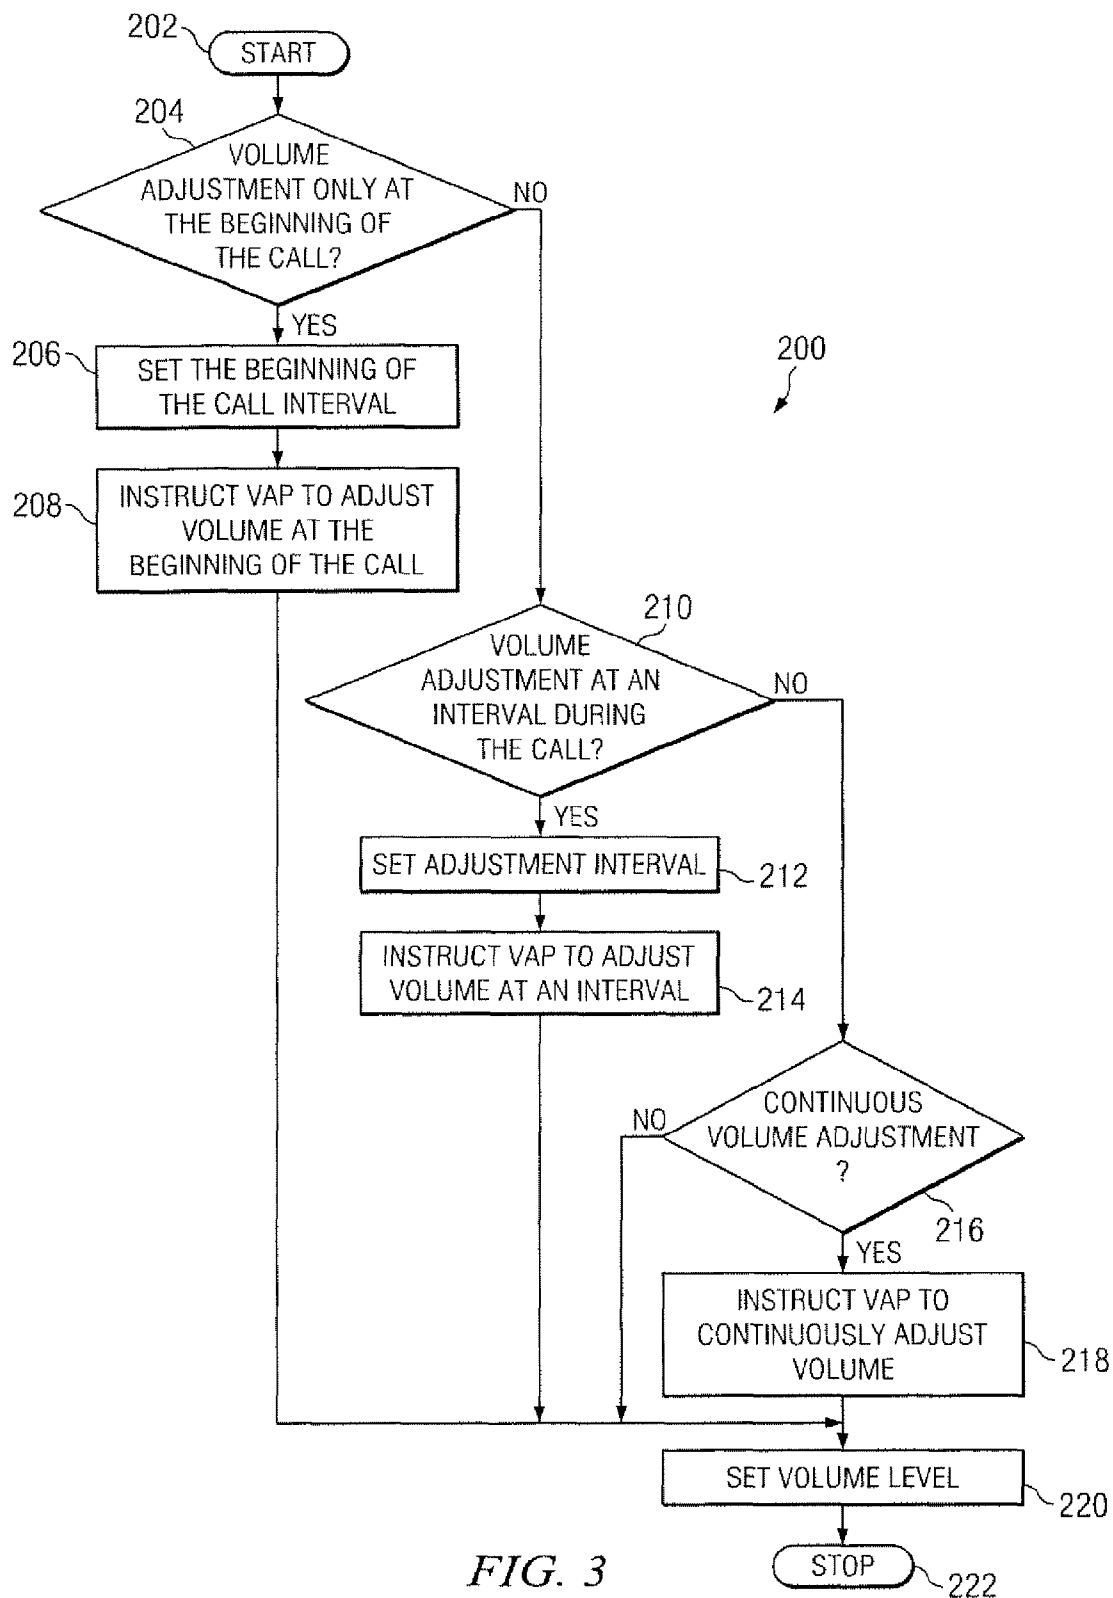 202
START
204
VOLUME
ADJUSTMENT ONLY AT
THE BEGINNING OF
THE CALL?
NO
YES
206
SET THE BEGINNING OF
THE CALL INTERVAL
200
208
INSTRUCT VAP TO ADJUST
VOLUME AT THE
BEGINNING OF THE CALL
210
VOLUME
ADJUSTMENT AT AN
INTERVAL DURING
THE CALL?
NO
YES
SET ADJUSTMENT INTERVAL
212
INSTRUCT VAP TO ADJUST
VOLUME AT AN INTERVAL
214
CONTINUOUS
VOLUME ADJUSTMENT
?
NO
216
YES
INSTRUCT VAP TO
CONTINUOUSLY ADJUST
VOLUME
218
SET VOLUME LEVEL
220
STOP
222
FIG. 3